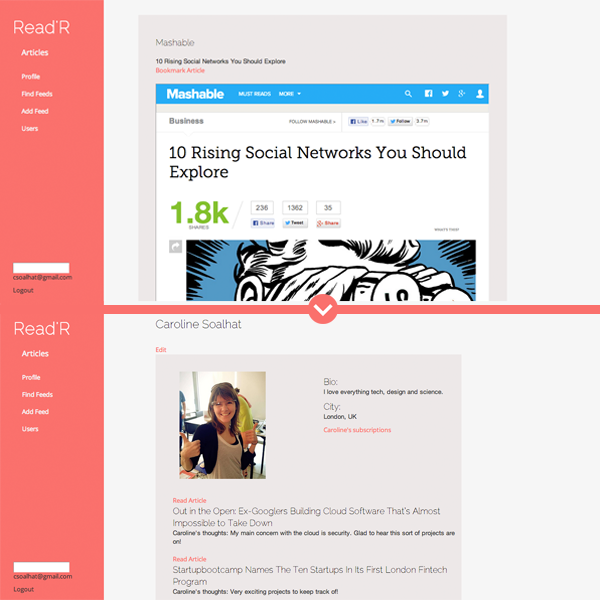 Read'R
Articles
Profile
Find Feeds
Add Feed
Users
csoalhat@gmail.com
Logout
Mashable
10 Rising Social Networks You Should Explore
Bookmark Article
Mashable MUST READS MORE
Business FOLLOW MASHABLE » Like 1.7m Follow 3.7m
10 Rising Social Networks You Should
Explore
1.8k
SHARES
236 1362 35
Share Tweet Share
WHAT'S THIS?
Read'R
Articles
Profile
Find Feeds
Add Feed
Users
csoalhat@gmail.com
Logout
Caroline Soalhat
Edit
Bio:
I love everything tech, design and science.
City:
London, UK
Caroline's subscriptions
Read Article
Out in the Open: Ex-Googlers Building Cloud Software That's Almost
Impossible to Take Down
Caroline's thoughts: My main concern with the cloud is security. Glad to hear this sort of projects are
on!
Read Article
Startupbootcamp Names The Ten Startups In Its First London Fintech
Program
Caroline's thoughts: Very exciting projects to keep track of!